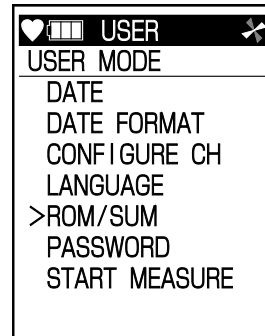 USER
USER MODE
DATE
DATE FORMAT
CONFIGURE CH
LANGUAGE
>ROM/SUM
PASSWORD
START MEASURE